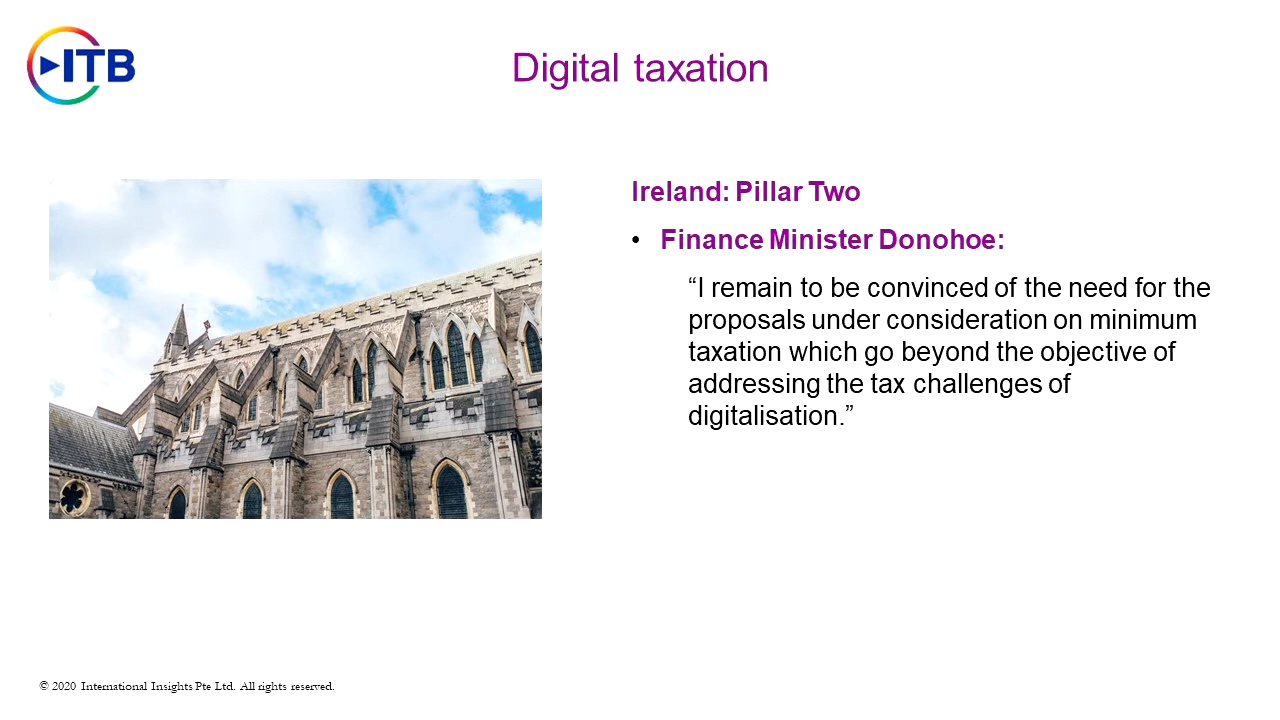 ITB
Digital taxation
Ireland: Pillar Two
• Finance Minister Donohoe:
“I remain to be convinced of the need for the
proposals under consideration on minimum
taxation which go beyond the objective of
addressing the tax challenges of
digitalisation.”
© 2020 International Insights Pte Ltd. All rights reserved.